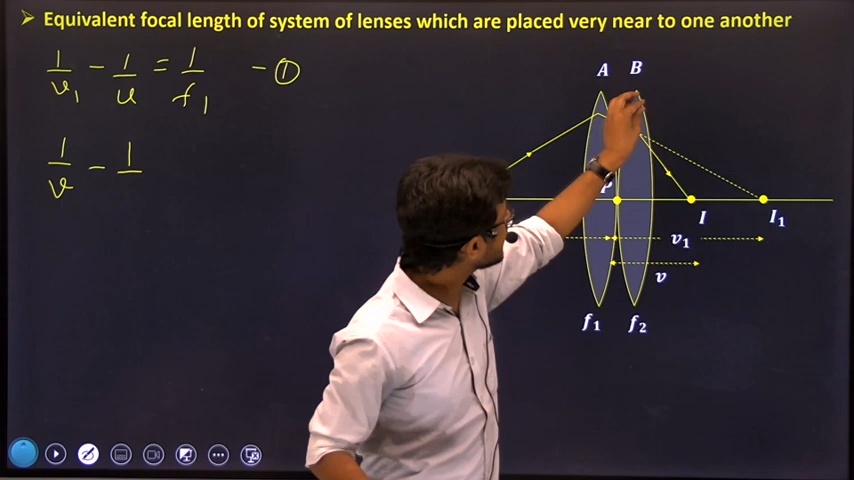 ➤ Equivalent focal length of system of lenses which are placed very near to one another
1/v₁ − 1/u = 1/f₁ − ①
1/v − 1
A B
P
I I₁
v₁
v
f₁ f₂